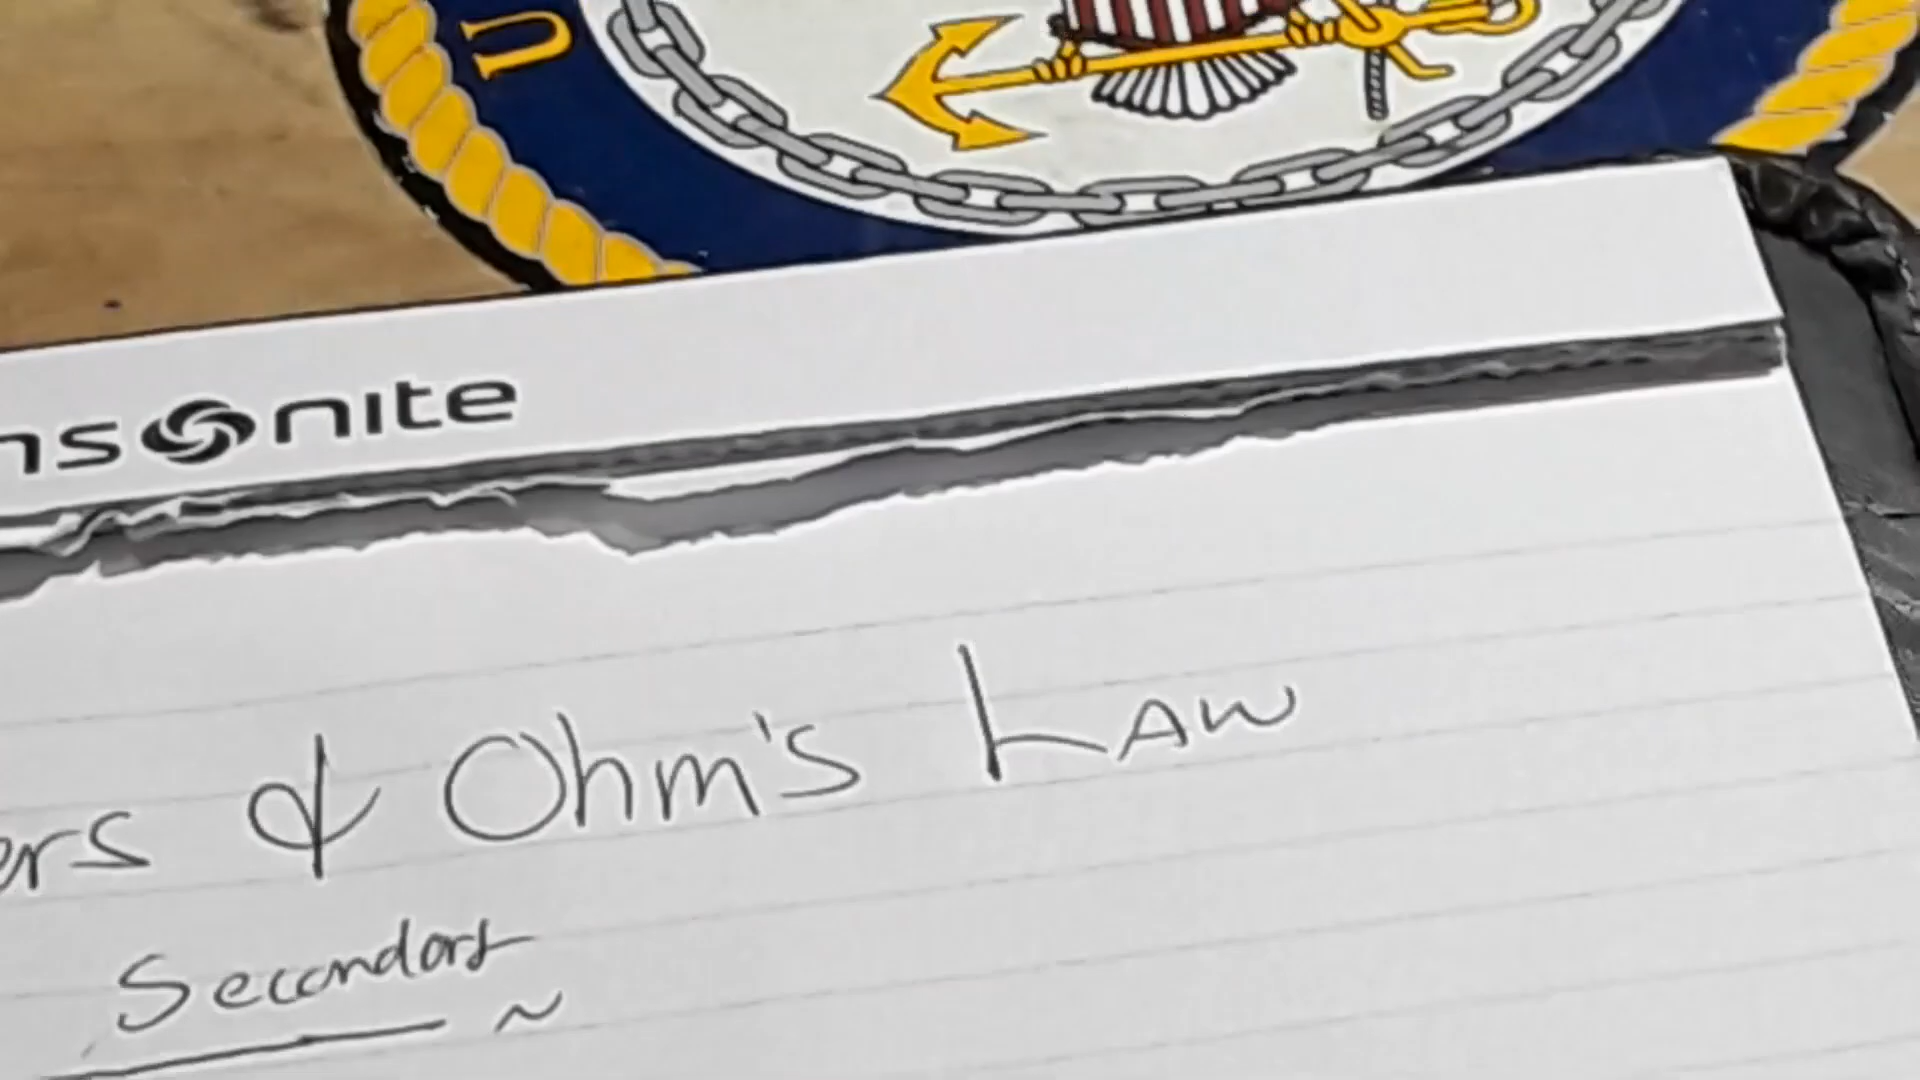 U
nsonite
ers & Ohm's LAW
Secondary
~